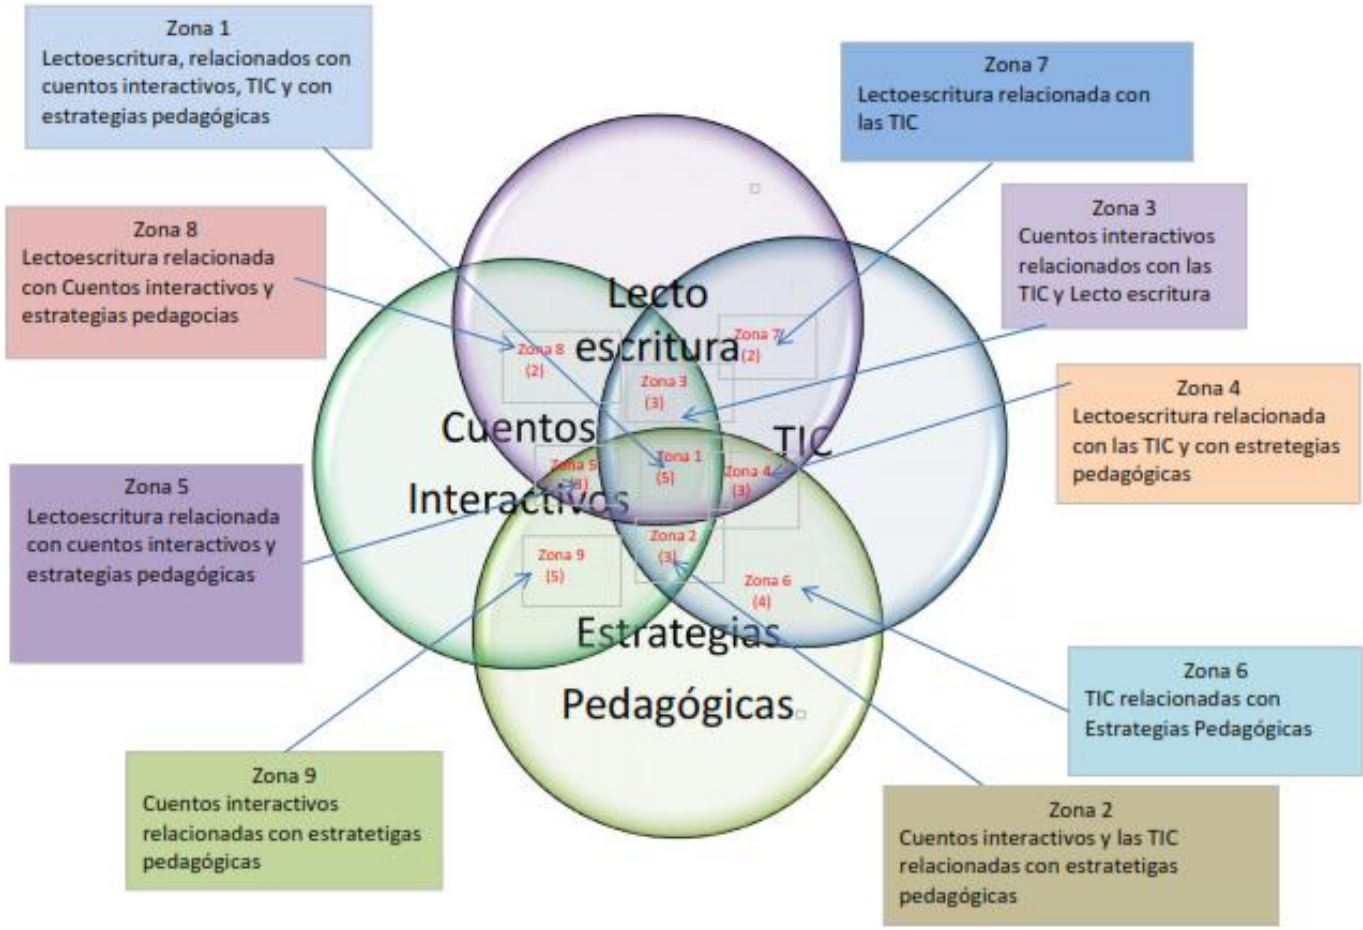 Zona 1
Lectoescritura, relacionados con
cuentos interactivos, TIC y con
estrategias pedagógicas
Zona 7
Lectoescritura relacionada con
las TIC
Zona 8
Lectoescritura relacionada
con Cuentos interactivos y
estrategias pedagocias
Zona 3
Cuentos interactivos
relacionados con las
TIC y Lecto escritura
Zona 4
Lectoescritura relacionada
con las TIC y con estretegias
pedagógicas
Zona 5
Lectoescritura relacionada
con cuentos interactivos y
estrategias pedagógicas
Zona 6
TIC relacionadas con
Estrategias Pedagógicas
Zona 9
Cuentos interactivos
relacionadas con estratetigas
pedagógicas
Zona 2
Cuentos interactivos y las TIC
relacionadas con estratetigas
pedagógicas
Lecto
escritura
Cuentos
Interactivos
TIC
Estrategias
Pedagógicas
Zona 8
(2)
Zona 7
(2)
Zona 3
(3)
Zona 5
Zona 1
(5)
Zona 4
(3)
Zona 2
(3)
Zona 9
(5)
Zona 6
(4)